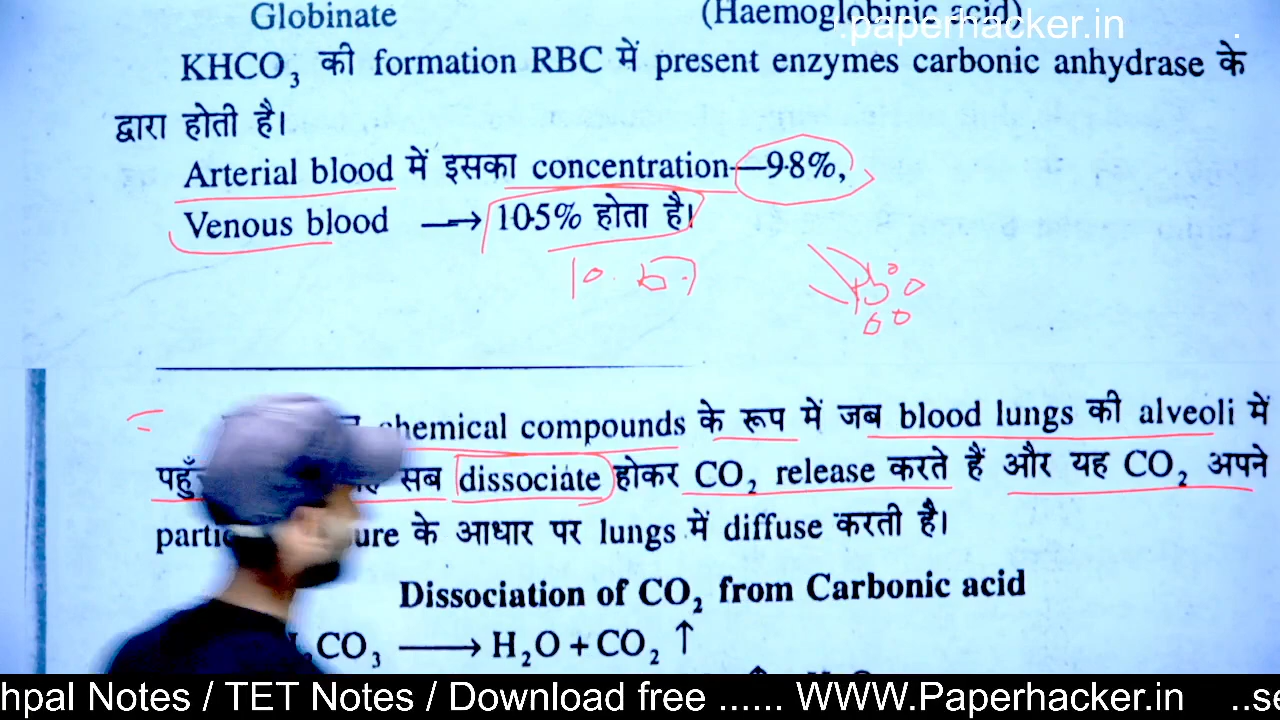 Globinate (Haemoglobinic acid)
.paperhacker.in .
KHCO₃ की formation RBC में present enzymes carbonic anhydrase के
द्वारा होती है।
Arterial blood में इसका concentration—9·8%,
Venous blood ⟶ 10·5% होता है।
10.5%
chemical compounds के रूप में जब blood lungs की alveoli में
सब dissociate होकर CO₂ release करते हैं और यह CO₂ अपने
के आधार पर lungs में diffuse करती है।
Dissociation of CO₂ from Carbonic acid
CO₃ ⟶ H₂O + CO₂ ↑
hpal Notes / TET Notes / Download free ...... WWW.Paperhacker.in ..se